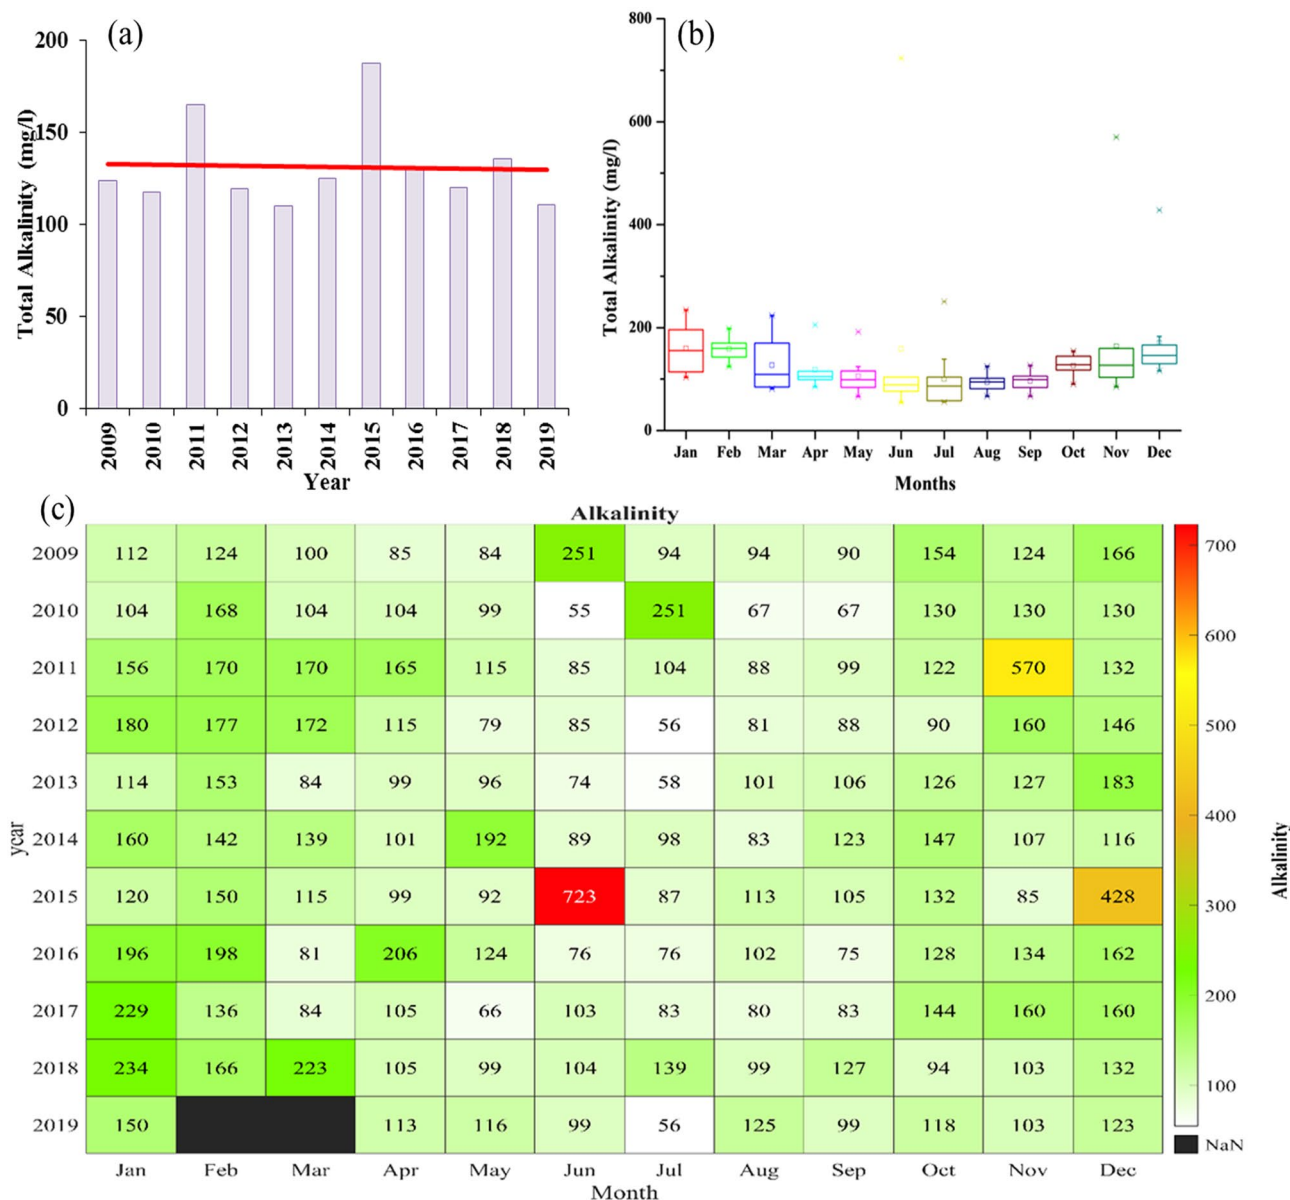 (a)
200
150
100
50
0
Total Alkalinity (mg/l)
2009 2010 2011 2012 2013 2014 2015 2016 2017 2018 2019
Year
(b)
800
600
400
200
0
Total Alkalinity (mg/l)
Jan Feb Mar Apr May Jun Jul Aug Sep Oct Nov Dec
Months
(c)
Alkalinity
2009 112 124 100 85 84 251 94 94 90 154 124 166
2010 104 168 104 104 99 55 251 67 67 130 130 130
2011 156 170 170 165 115 85 104 88 99 122 570 132
2012 180 177 172 115 79 85 56 81 88 90 160 146
2013 114 153 84 99 96 74 58 101 106 126 127 183
2014 160 142 139 101 192 89 98 83 123 147 107 116
2015 120 150 115 99 92 723 87 113 105 132 85 428
2016 196 198 81 206 124 76 76 102 75 128 134 162
2017 229 136 84 105 66 103 83 80 83 144 160 160
2018 234 166 223 105 99 104 139 99 127 94 103 132
2019 150 113 116 99 56 125 99 118 103 123
year
Jan Feb Mar Apr May Jun Jul Aug Sep Oct Nov Dec
Month
700
600
500
400
300
200
100
NaN
Alkalinity